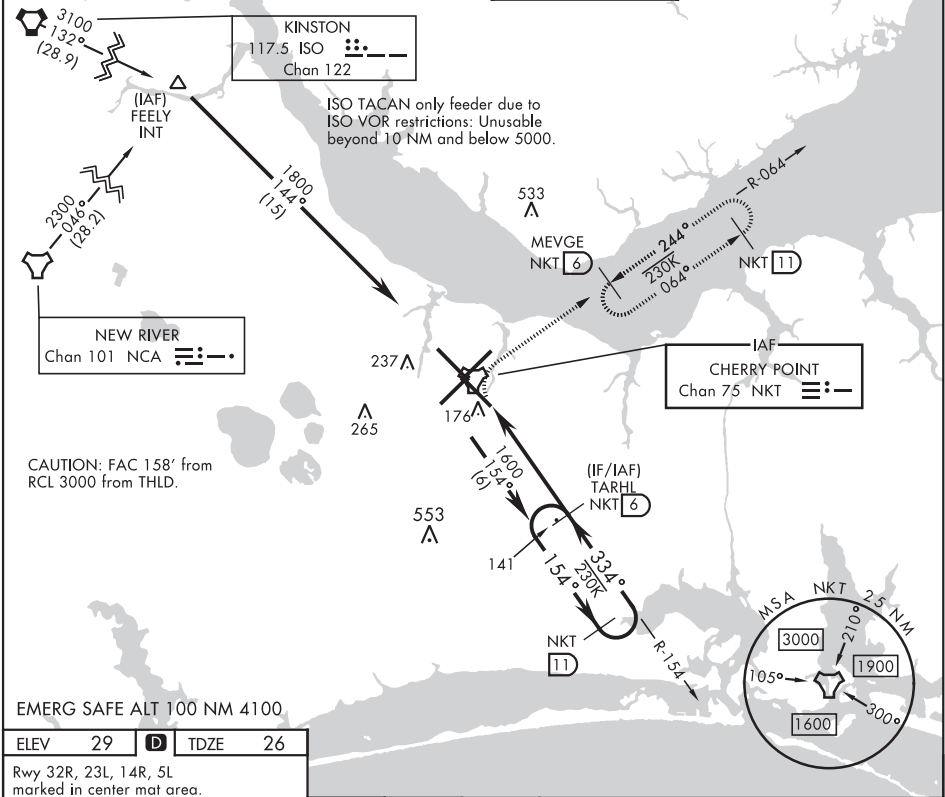 3100
132°
(28.9)
KINSTON
117.5 ISO
Chan 122
(IAF)
FEELY
INT
ISO TACAN only feeder due to
ISO VOR restrictions: Unusable
beyond 10 NM and below 5000.
2300
046°
(28.2)
1800
144°
(15)
533
R-064
MEVGE
NKT 6
244°
230K
064°
NKT 11
NEW RIVER
Chan 101 NCA
237
IAF
CHERRY POINT
Chan 75 NKT
265
176
CAUTION: FAC 158' from
RCL 3000 from THLD.
1600
154°
(6)
(IF/IAF)
TARHL
NKT 6
553
141
334°
230K
154°
NKT
11
R-154
MSA NKT 25 NM
3000
210°
105°
1900
1600
300°
EMERG SAFE ALT 100 NM 4100
ELEV 29 D TDZE 26
Rwy 32R, 23L, 14R, 5L
marked in center mat area.